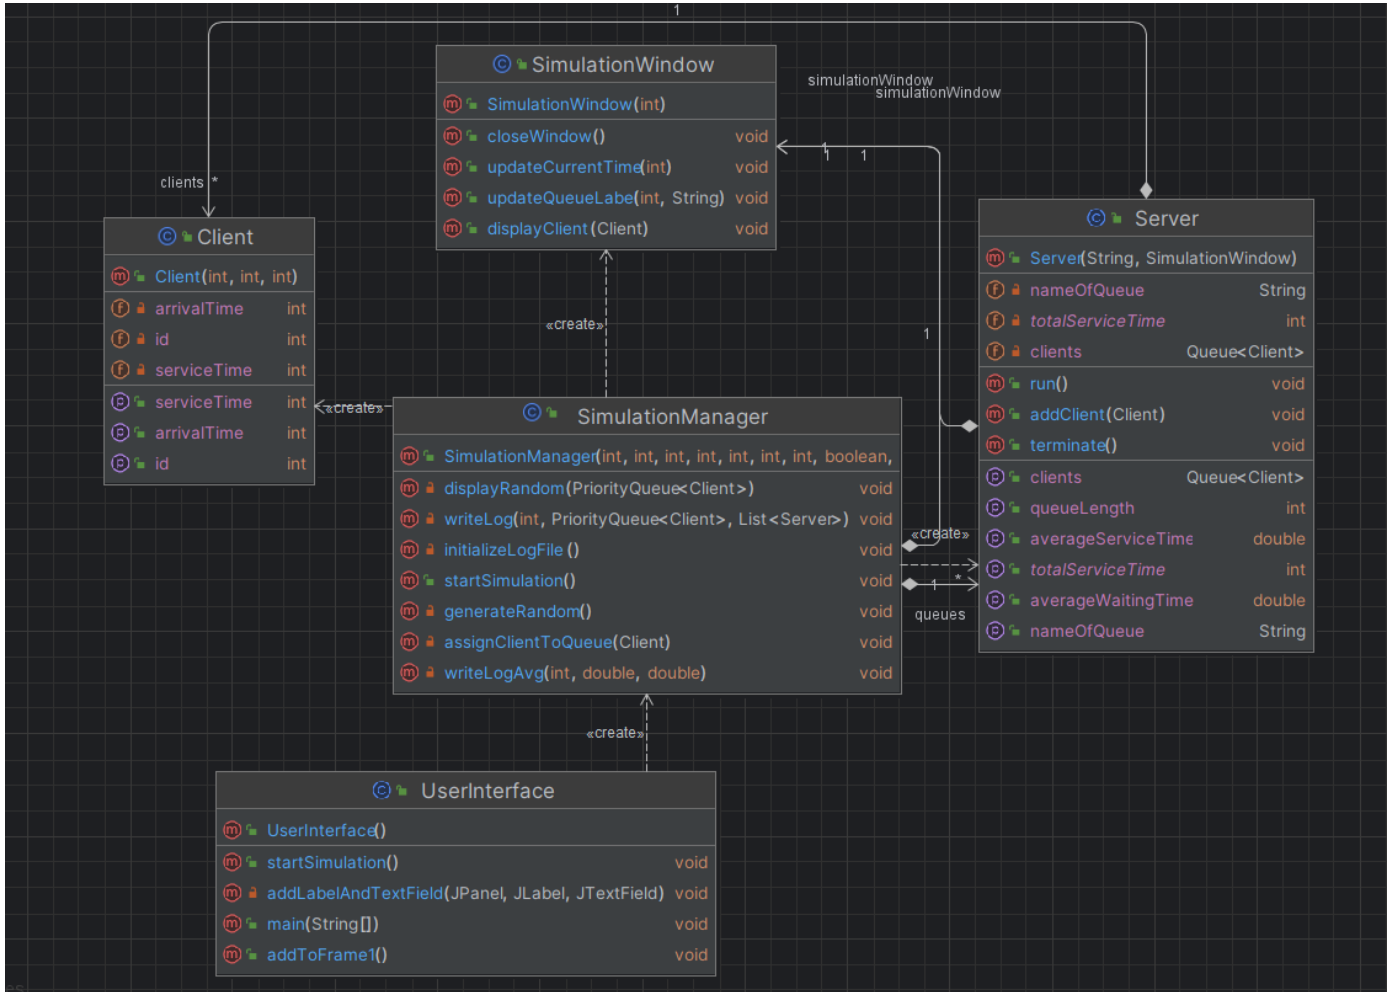 1
SimulationWindow
SimulationWindow(int)
closeWindow() void
updateCurrentTime(int) void
updateQueueLabe(int, String) void
displayClient(Client) void
simulationWindow
simulationWindow
1
1
1
clients *
Client
Client(int, int, int)
arrivalTime int
id int
serviceTime int
serviceTime int
arrivalTime int
id int
Server
Server(String, SimulationWindow)
nameOfQueue String
totalServiceTime int
clients Queue<Client>
run() void
addClient(Client) void
terminate() void
clients Queue<Client>
queueLength int
averageServiceTime double
totalServiceTime int
averageWaitingTime double
nameOfQueue String
«create»
1
«create»
SimulationManager
SimulationManager(int, int, int, int, int, int, int, boolean,
displayRandom(PriorityQueue<Client>) void
writeLog(int, PriorityQueue<Client>, List<Server>) void
initializeLogFile() void
startSimulation() void
generateRandom() void
assignClientToQueue(Client) void
writeLogAvg(int, double, double) void
«create»
1 *
queues
«create»
UserInterface
UserInterface()
startSimulation() void
addLabelAndTextField(JPanel, JLabel, JTextField) void
main(String[]) void
addToFrame1() void